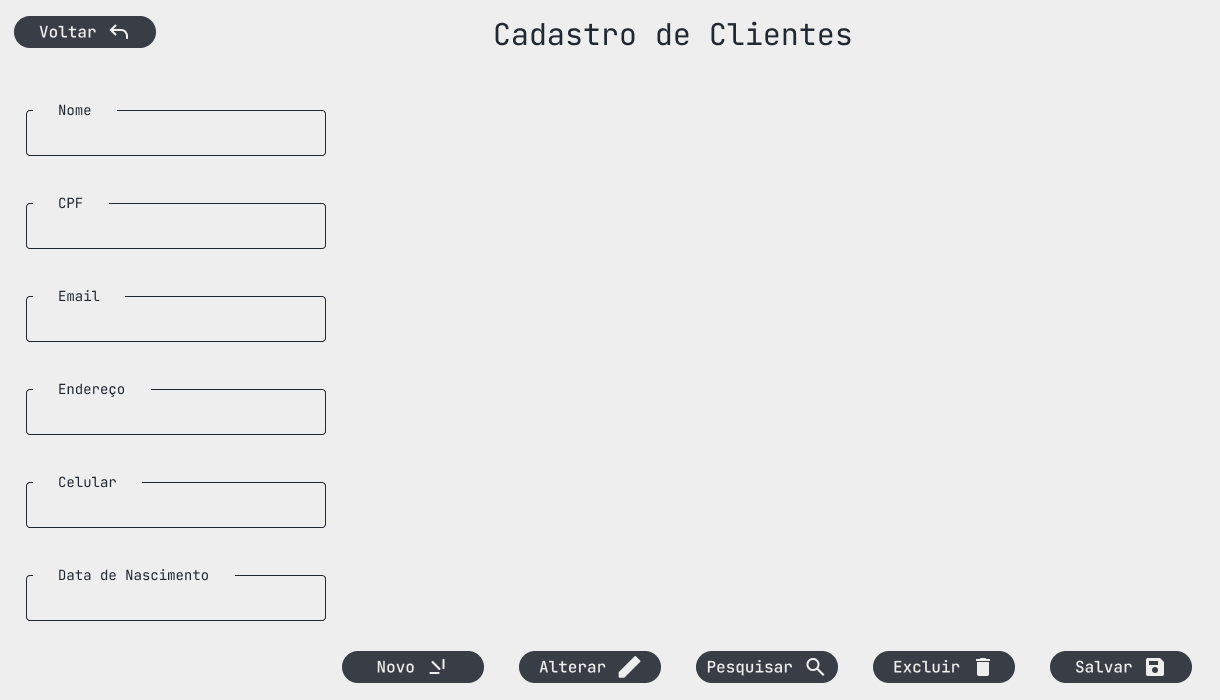 Voltar
Cadastro de Clientes
Nome
CPF
Email
Endereço
Celular
Data de Nascimento
Novo
Alterar
Pesquisar
Excluir
Salvar